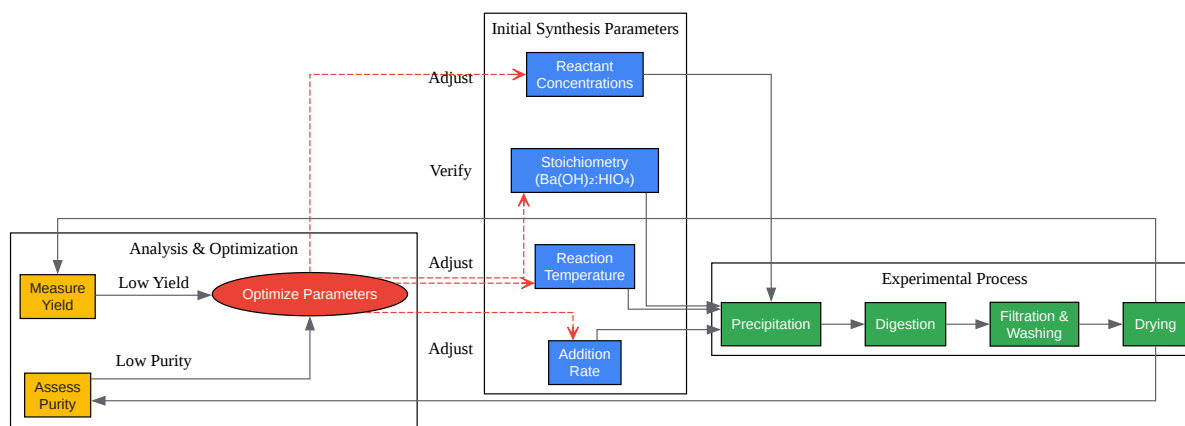 Initial Synthesis Parameters
Adjust
Reactant
Concentrations
Verify
Stoichiometry
(Ba(OH)₂:HIO₄)
Adjust
Reaction
Temperature
Adjust
Addition
Rate
Analysis & Optimization
Measure
Yield
Low Yield
Optimize Parameters
Low Purity
Assess
Purity
Experimental Process
Precipitation
Digestion
Filtration &
Washing
Drying